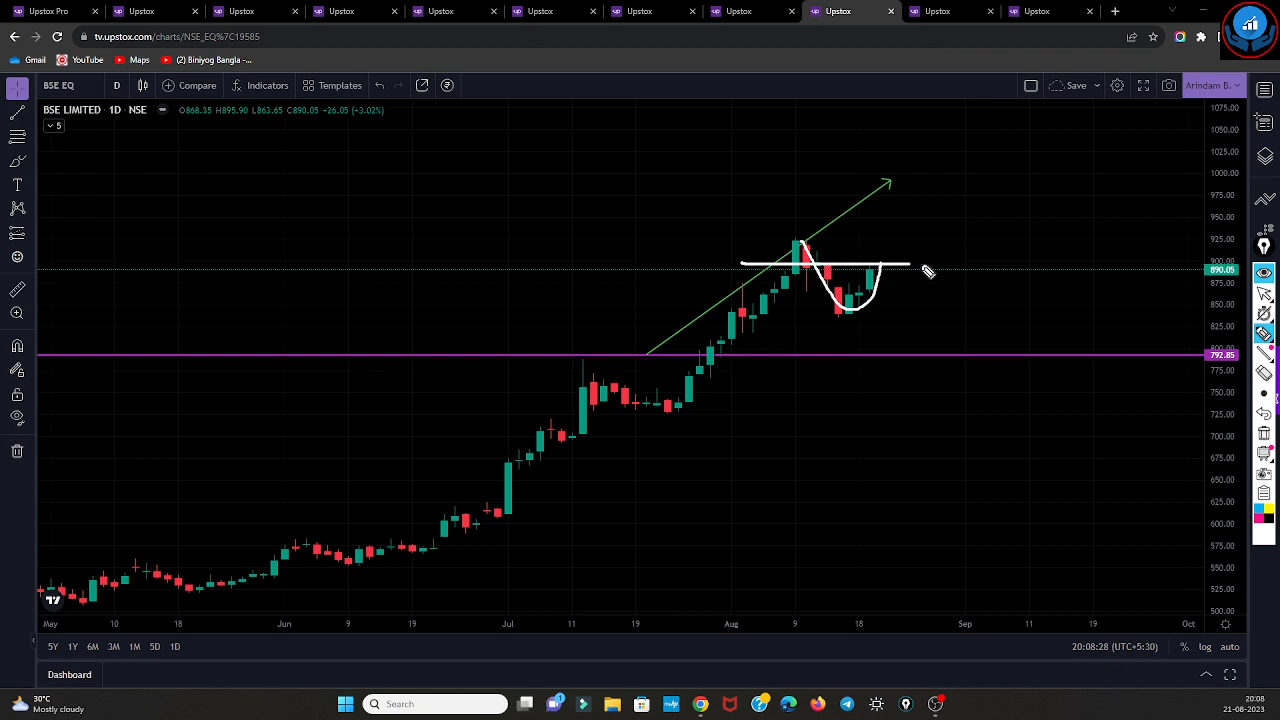 Upstox Pro
Upstox
Upstox
Upstox
Upstox
Upstox
Upstox
Upstox
Upstox
Upstox
Upstox
tv.upstox.com/charts/NSE_EQ%7C19585
Gmail
YouTube
Maps
(2) Biniyog Bangla -...
BSE EQ
D
Compare
Indicators
Templates
Save
Arindam B.
BSE LIMITED · 1D · NSE
O868.35 H895.90 L863.65 C890.05 +26.05 (+3.02%)
5
1075.00
1050.00
1025.00
1000.00
975.00
950.00
925.00
900.00
890.05
875.00
850.00
825.00
800.00
792.85
775.00
750.00
725.00
700.00
675.00
650.00
625.00
600.00
575.00
550.00
525.00
500.00
May 10 18 Jun 9 18 Jul 11 19 Aug 9 18 Sep 11 19 Oct
5Y 1Y 6M 3M 1M 5D 1D
20:08:28 (UTC+5:30)
% log auto
Dashboard
30°C
Mostly cloudy
Search
20:08
21-08-2023